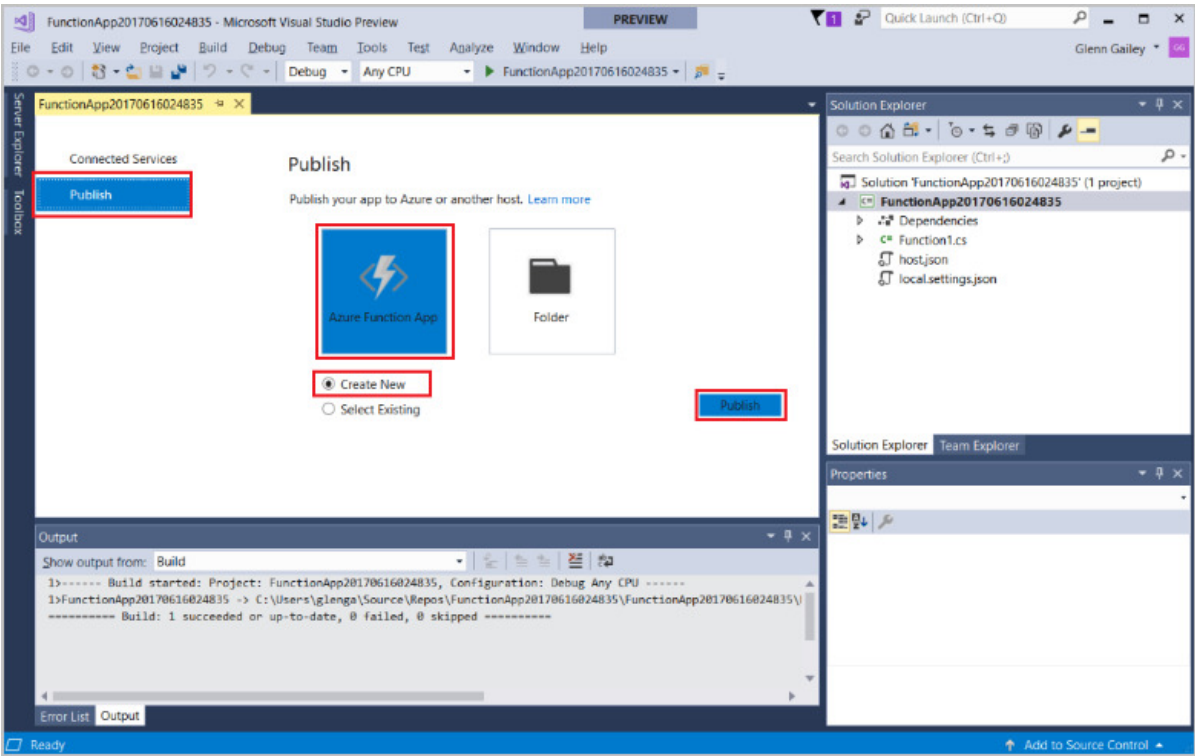 FunctionApp20170616024835 - Microsoft Visual Studio Preview
PREVIEW
1
Quick Launch (Ctrl+Q)
File Edit View Project Build Debug Team Tools Test Analyze Window Help
Glenn Gailey
GG
Debug Any CPU FunctionApp20170616024835
Server Explorer
Toolbox
FunctionApp20170616024835
Connected Services
Publish
Publish
Publish your app to Azure or another host. Learn more
Azure Function App
Folder
Create New
Select Existing
Publish
Solution Explorer
Search Solution Explorer (Ctrl+;)
Solution 'FunctionApp20170616024835' (1 project)
C# FunctionApp20170616024835
Dependencies
C# Function1.cs
host.json
local.settings.json
Solution Explorer Team Explorer
Properties
Output
Show output from: Build
1>------ Build started: Project: FunctionApp20170616024835, Configuration: Debug Any CPU ------
1>FunctionApp20170616024835 -> C:\Users\glenga\Source\Repos\FunctionApp20170616024835\FunctionApp20170616024835\
========== Build: 1 succeeded or up-to-date, 0 failed, 0 skipped ==========
Error List Output
Ready
Add to Source Control